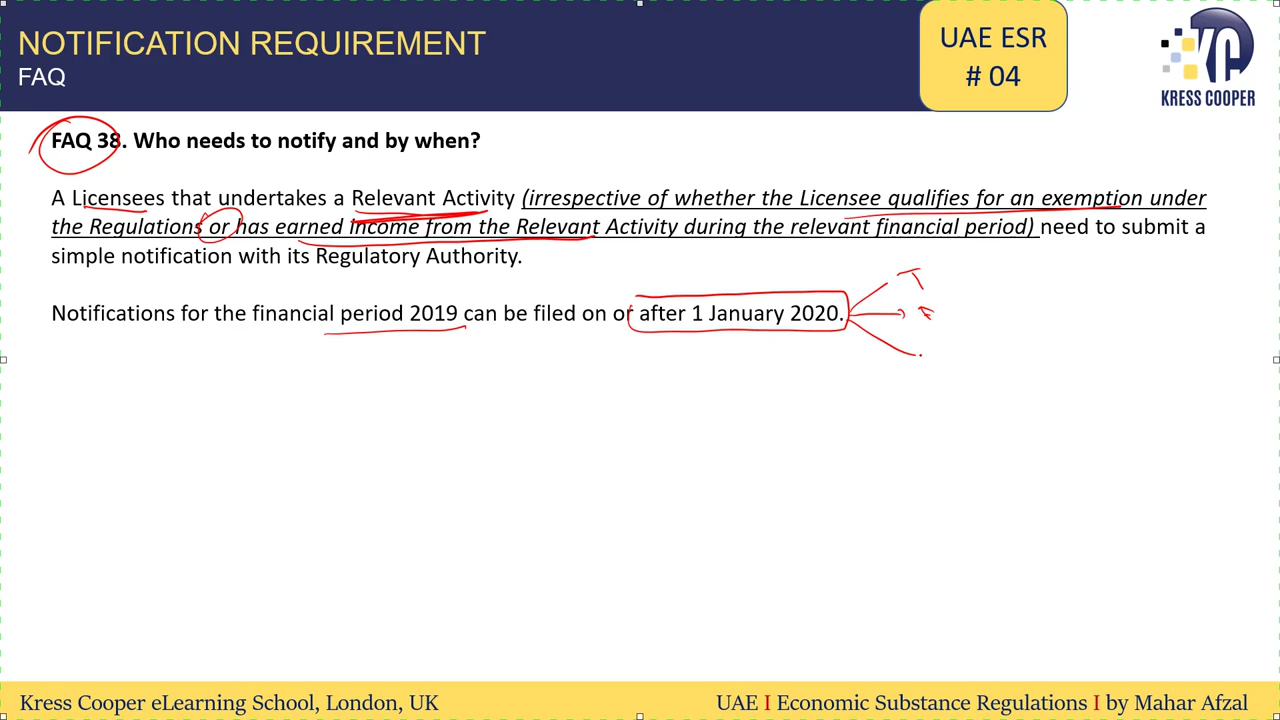 NOTIFICATION REQUIREMENT
FAQ
UAE ESR
# 04
KRESS COOPER
FAQ 38. Who needs to notify and by when?
A Licensees that undertakes a Relevant Activity (irrespective of whether the Licensee qualifies for an exemption under
the Regulations or has earned income from the Relevant Activity during the relevant financial period) need to submit a
simple notification with its Regulatory Authority.
Notifications for the financial period 2019 can be filed on or after 1 January 2020.
Kress Cooper eLearning School, London, UK
UAE I Economic Substance Regulations I by Mahar Afzal